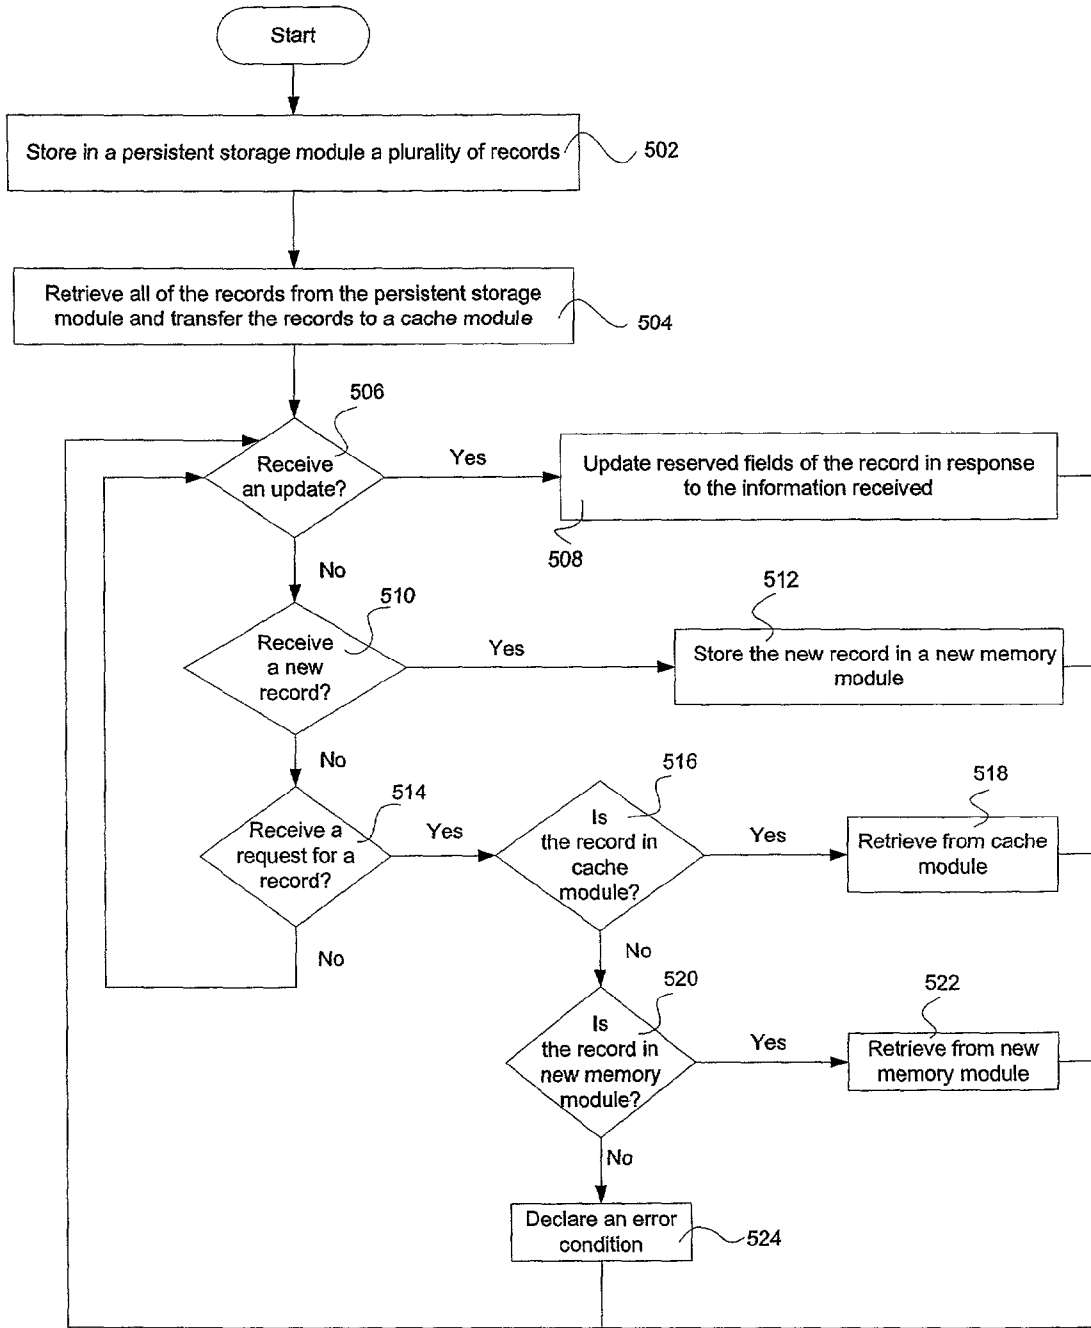 Start
Store in a persistent storage module a plurality of records
502
Retrieve all of the records from the persistent storage
module and transfer the records to a cache module
504
506
Receive
an update?
Yes
Update reserved fields of the record in response
to the information received
508
No
510
Receive
a new
record?
Yes
512
Store the new record in a new memory
module
No
514
Receive a
request for a
record?
Yes
516
Is
the record in
cache
module?
Yes
518
Retrieve from cache
module
No
No
520
Is
the record in
new memory
module?
Yes
522
Retrieve from new
memory module
No
Declare an error
condition
524